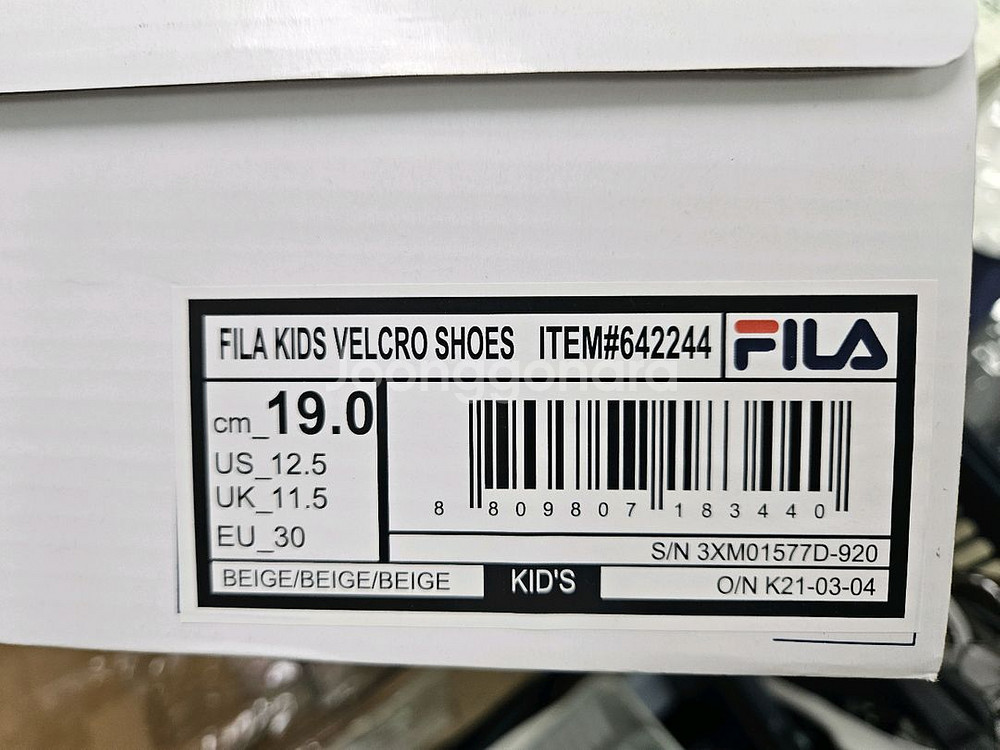 FILA KIDS VELCRO SHOES ITEM#642244 FILA
Joonggonara
cm_19.0
US_12.5
UK_11.5
EU_30
8 809807 183440
S/N 3XM01577D-920
BEIGE/BEIGE/BEIGE KID'S O/N K21-03-04